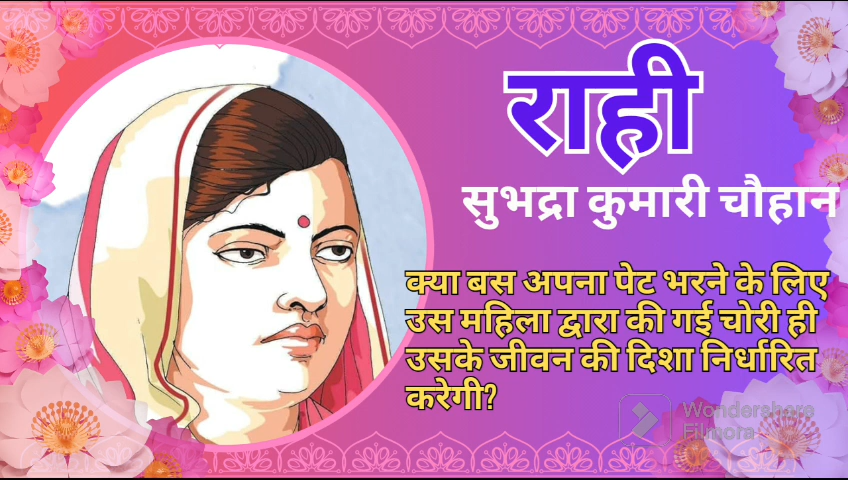 राही
सुभद्रा कुमारी चौहान
क्या बस अपना पेट भरने के लिए
उस महिला द्वारा की गई चोरी ही
उसके जीवन की दिशा निर्धारित
करेगी?
Wondershare
Filmora